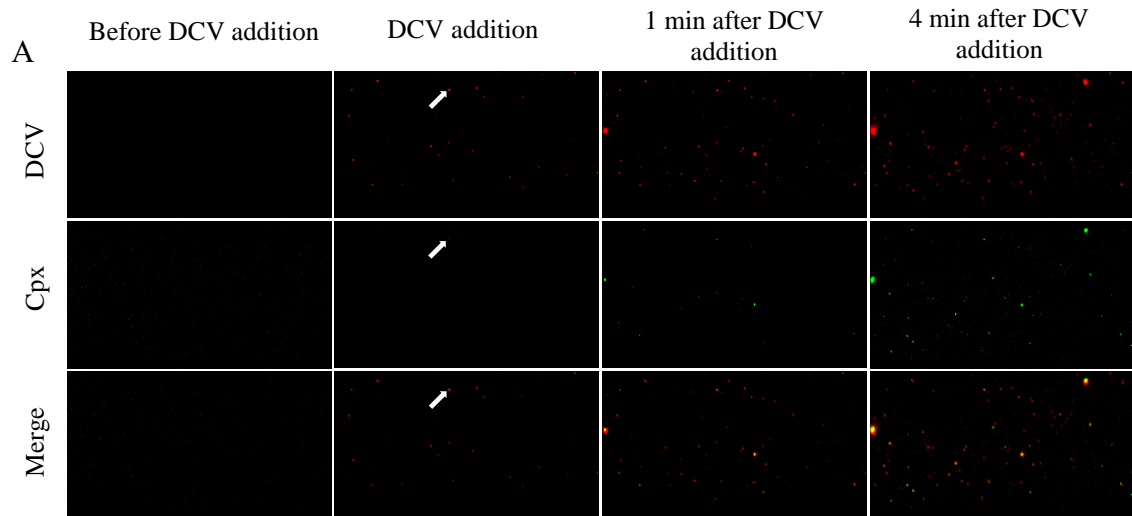 A
Before DCV addition
DCV addition
1 min after DCV
addition
4 min after DCV
addition
DCV
Cpx
Merge